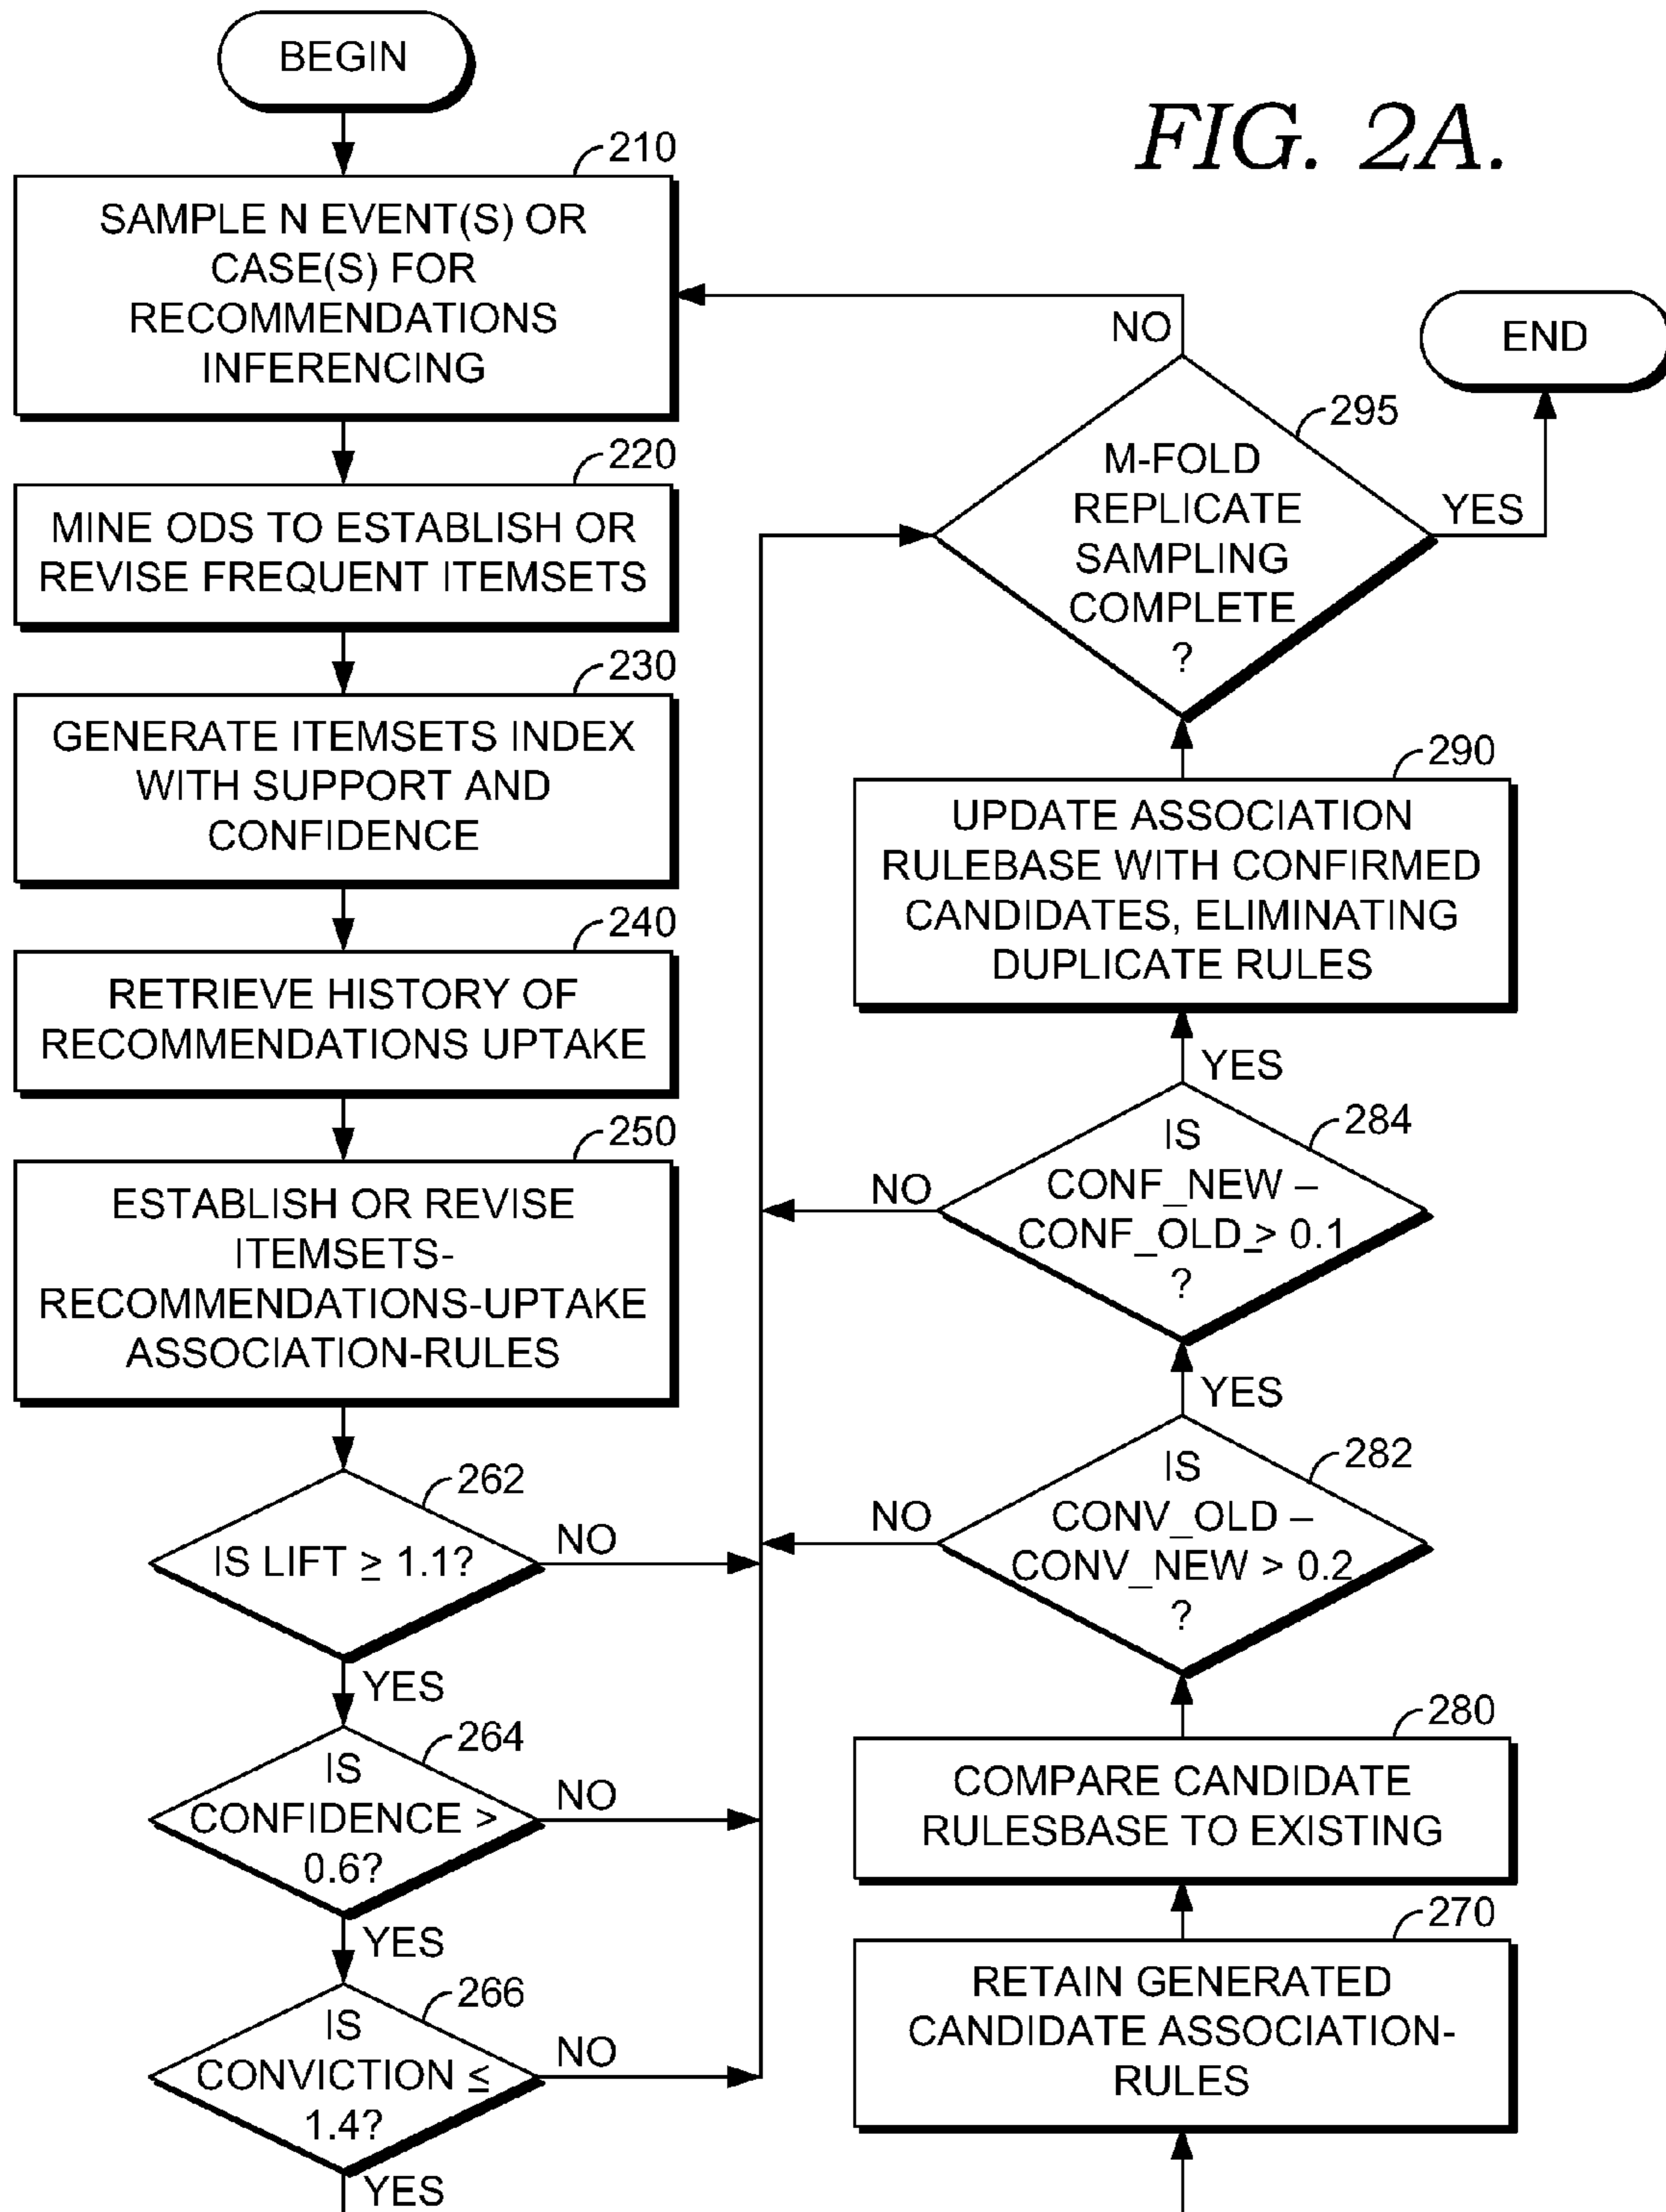 BEGIN
FIG. 2A.
210
SAMPLE N EVENT(S) OR
CASE(S) FOR
RECOMMENDATIONS
INFERENCING
220
MINE ODS TO ESTABLISH OR
REVISE FREQUENT ITEMSETS
230
GENERATE ITEMSETS INDEX
WITH SUPPORT AND
CONFIDENCE
240
RETRIEVE HISTORY OF
RECOMMENDATIONS UPTAKE
250
ESTABLISH OR REVISE
ITEMSETS-
RECOMMENDATIONS-UPTAKE
ASSOCIATION-RULES
262
IS LIFT ≥ 1.1?
NO
YES
264
IS
CONFIDENCE >
0.6?
NO
YES
266
IS
CONVICTION ≤
1.4?
NO
YES
270
RETAIN GENERATED
CANDIDATE ASSOCIATION-
RULES
280
COMPARE CANDIDATE
RULESBASE TO EXISTING
282
IS
CONV_OLD –
CONV_NEW > 0.2
?
NO
YES
284
IS
CONF_NEW –
CONF_OLD ≥ 0.1
?
NO
YES
290
UPDATE ASSOCIATION
RULEBASE WITH CONFIRMED
CANDIDATES, ELIMINATING
DUPLICATE RULES
295
M-FOLD
REPLICATE
SAMPLING
COMPLETE
?
NO
YES
END